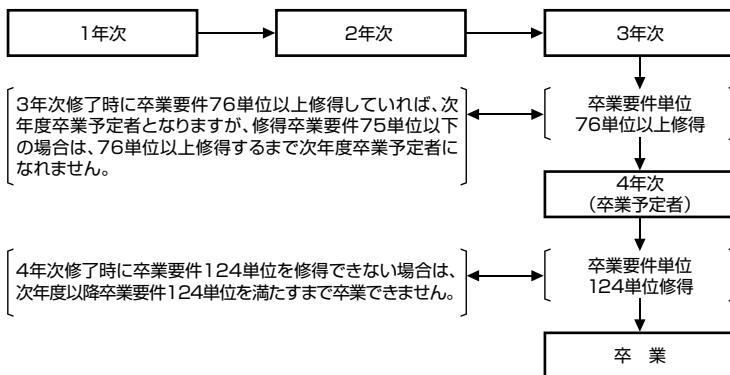 1年次
2年次
3年次
3年次修了時に卒業要件76単位以上修得していれば、次
年度卒業予定者となりますが、修得卒業要件75単位以下
の場合は、76単位以上修得するまで次年度卒業予定者に
なれません。
卒業要件単位
76単位以上修得
4年次
（卒業予定者）
4年次修了時に卒業要件124単位を修得できない場合は、
次年度以降卒業要件124単位を満たすまで卒業できません。
卒業要件単位
124単位修得
卒　業